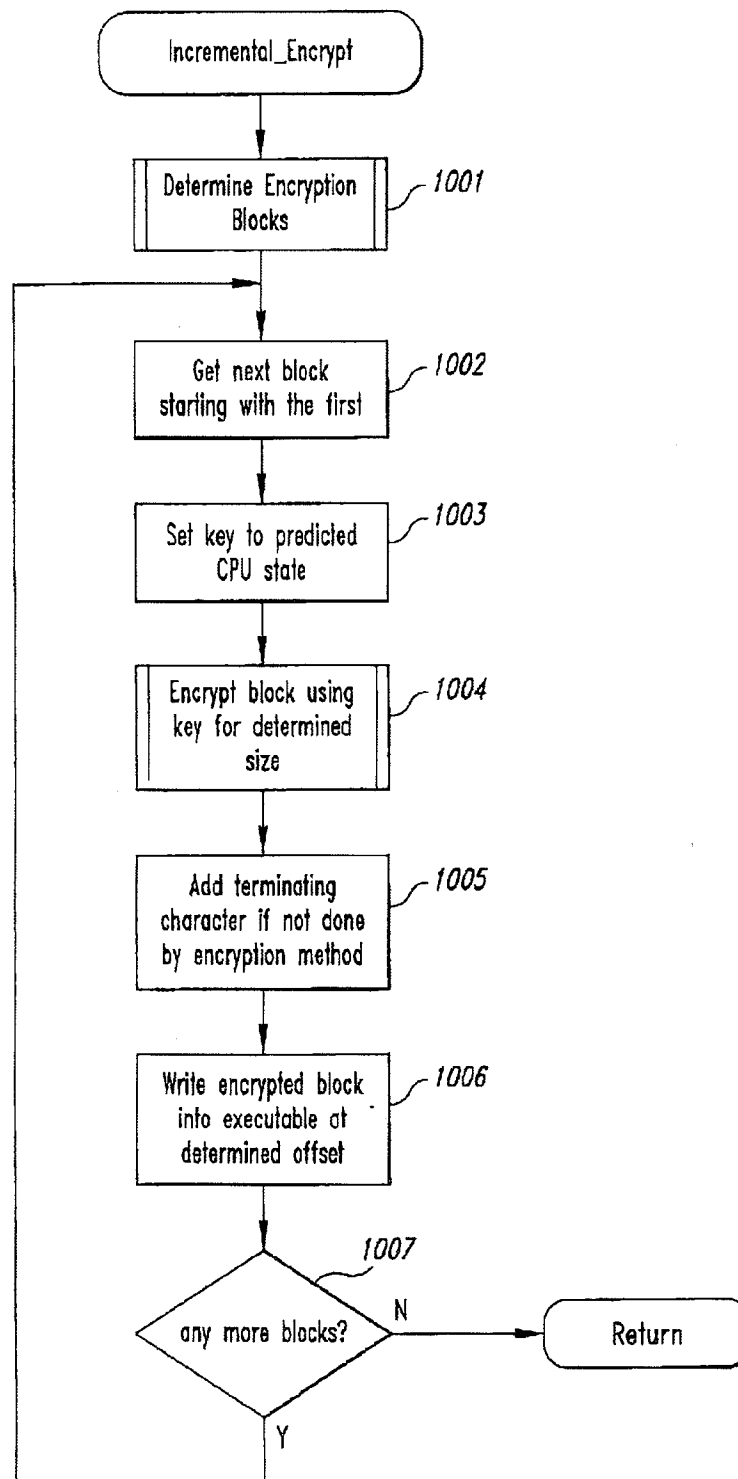 Incremental_Encrypt
Determine Encryption
Blocks
1001
Get next block
starting with the first
1002
Set key to predicted
CPU state
1003
Encrypt block using
key for determined
size
1004
Add terminating
character if not done
by encryption method
1005
Write encrypted block
into executable at
determined offset
1006
any more blocks?
1007
N
Return
Y